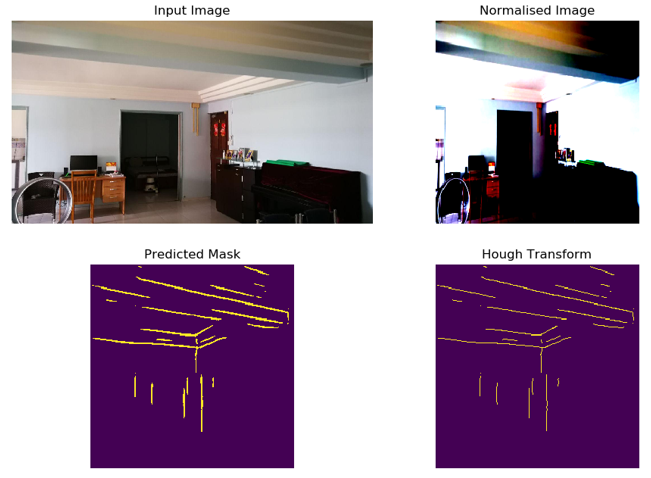 Input Image
Normalised Image
Predicted Mask
Hough Transform